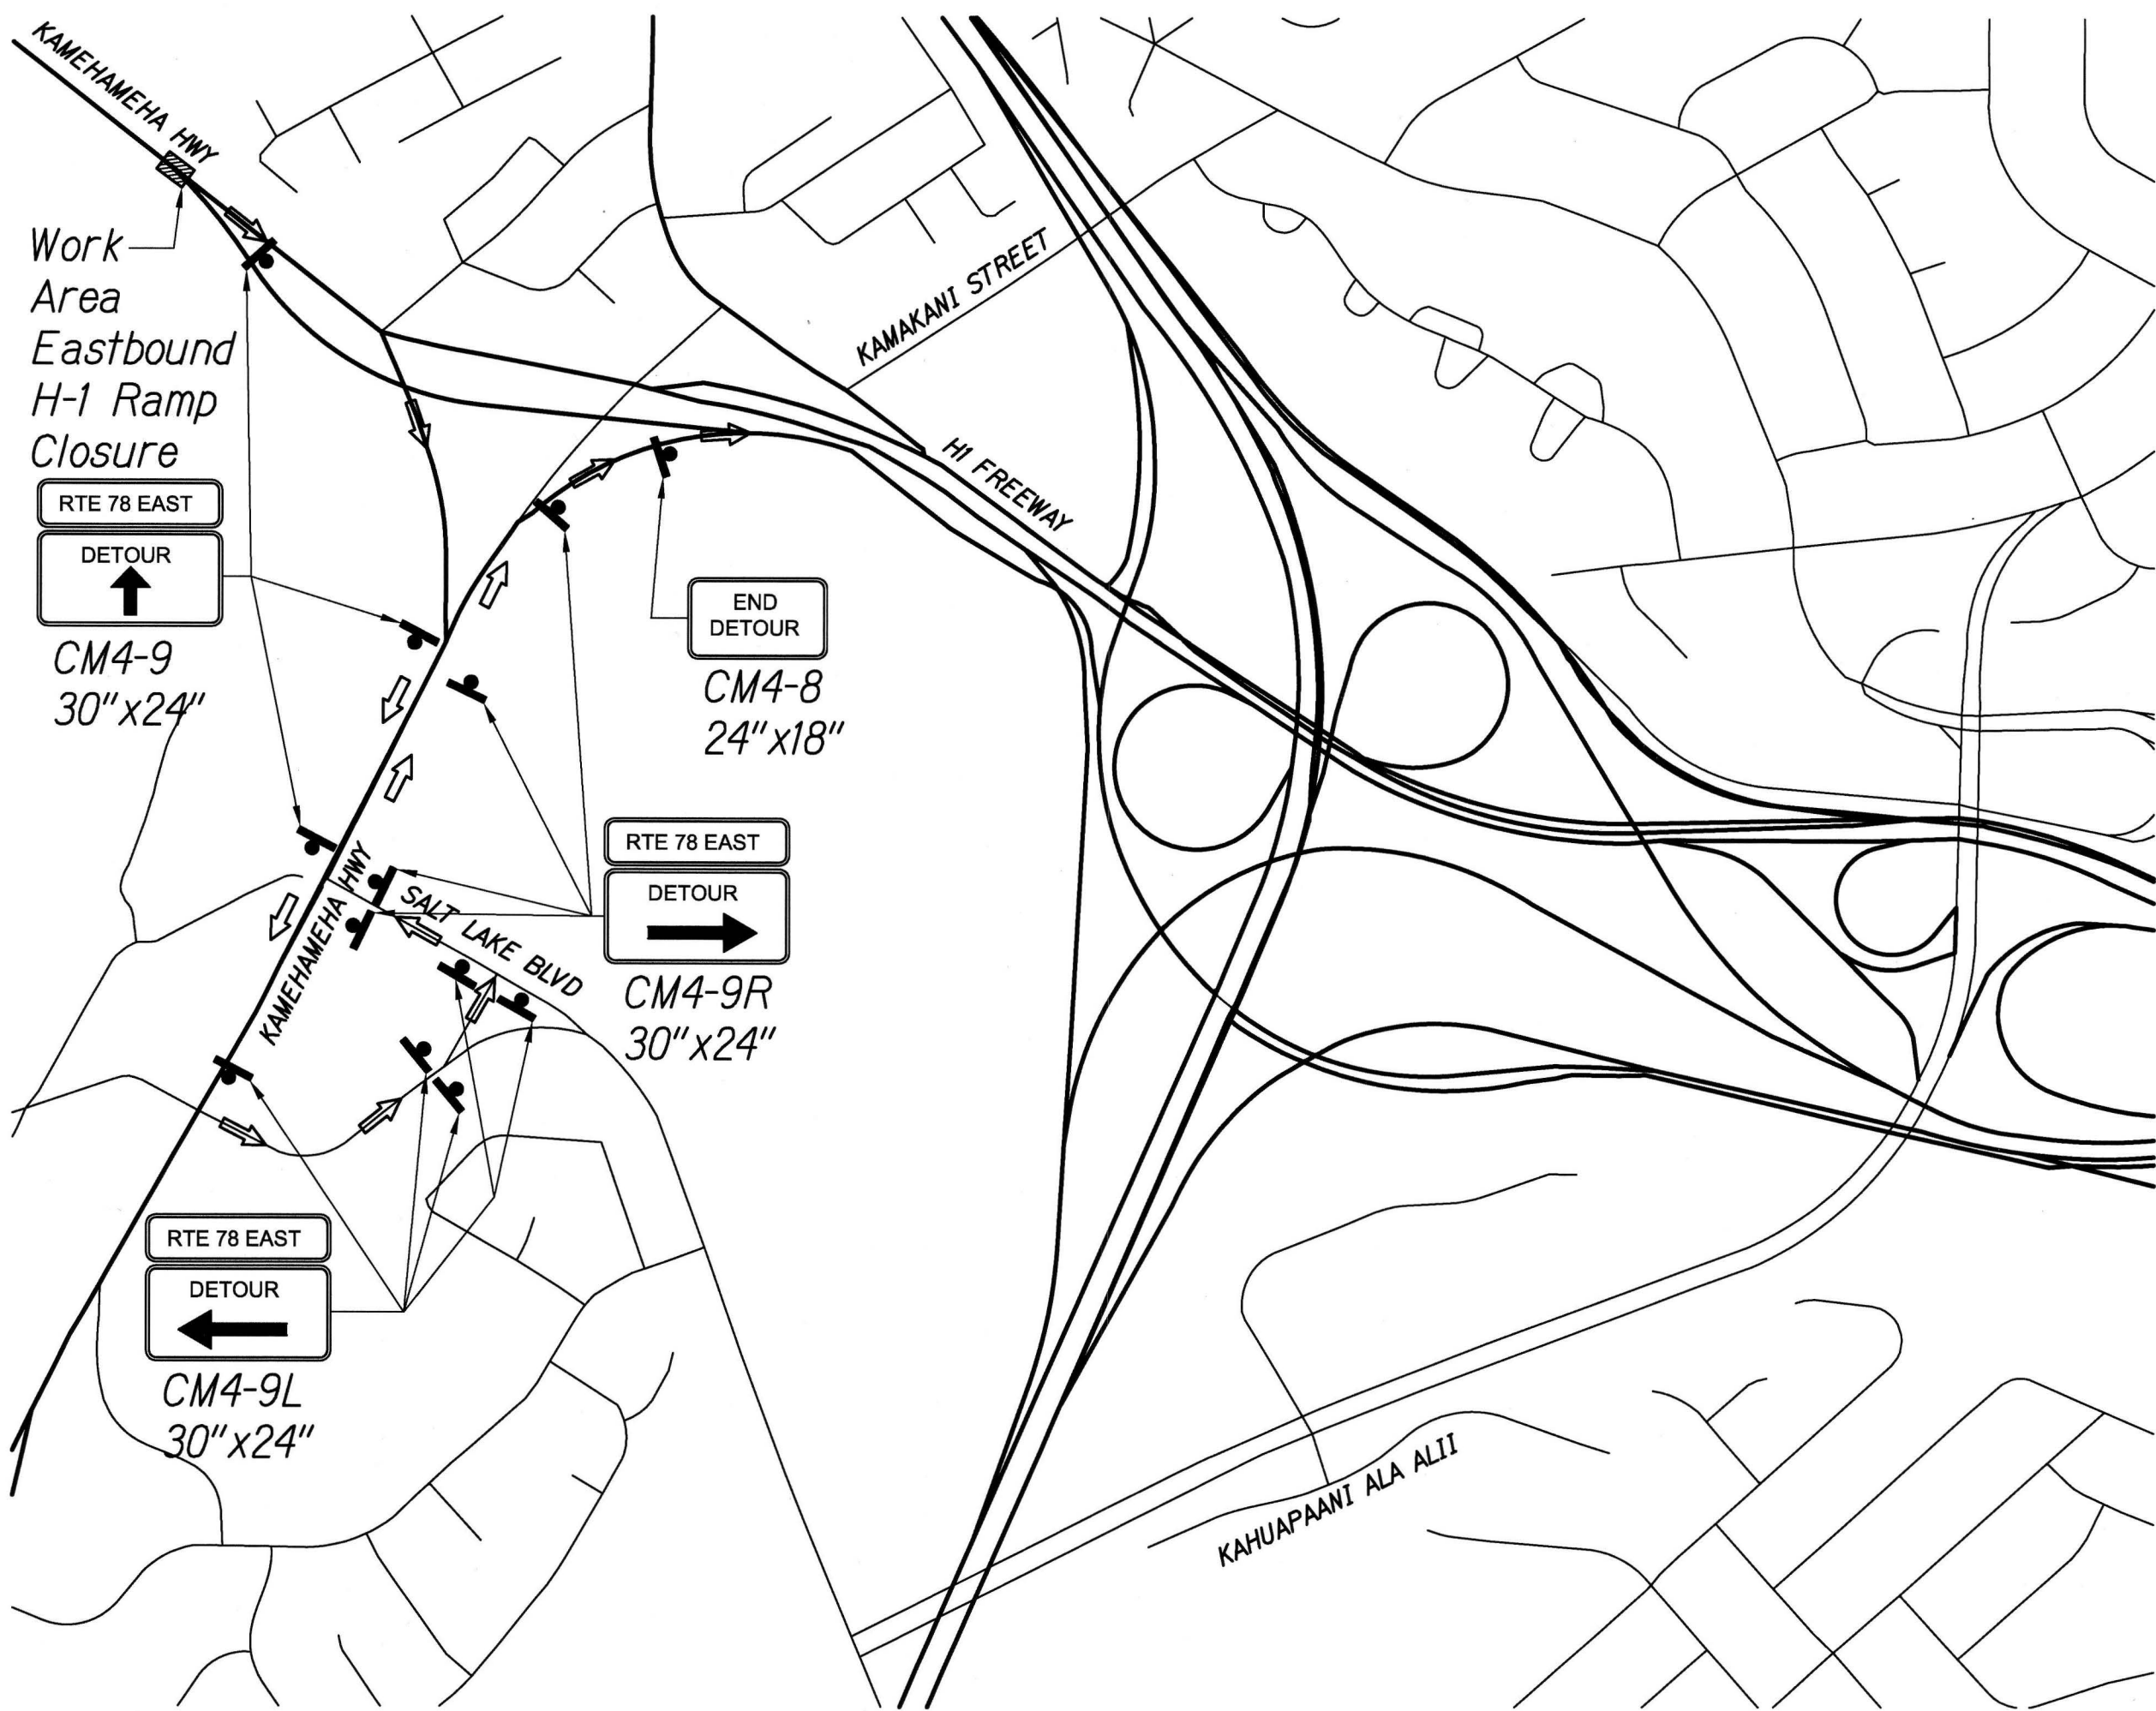 KAMEHAMEHA HWY
Work
Area
Eastbound
H-1 Ramp
Closure
RTE 78 EAST
DETOUR
CM4-9
30"x24"
KAMAKANI STREET
H1 FREEWAY
END
DETOUR
CM4-8
24"x18"
RTE 78 EAST
DETOUR
CM4-9R
30"x24"
KAMEHAMEHA HWY
SALT LAKE BLVD
RTE 78 EAST
DETOUR
CM4-9L
30"x24"
KAHUAPAANI ALA ALII